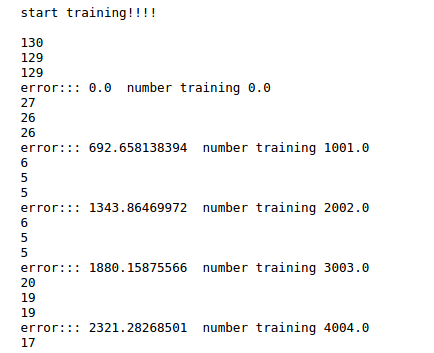 start training!!!!
130
129
129
error::: 0.0  number training 0.0
27
26
26
error::: 692.658138394  number training 1001.0
6
5
5
error::: 1343.86469972  number training 2002.0
6
5
5
error::: 1880.15875566  number training 3003.0
20
19
19
error::: 2321.28268501  number training 4004.0
17